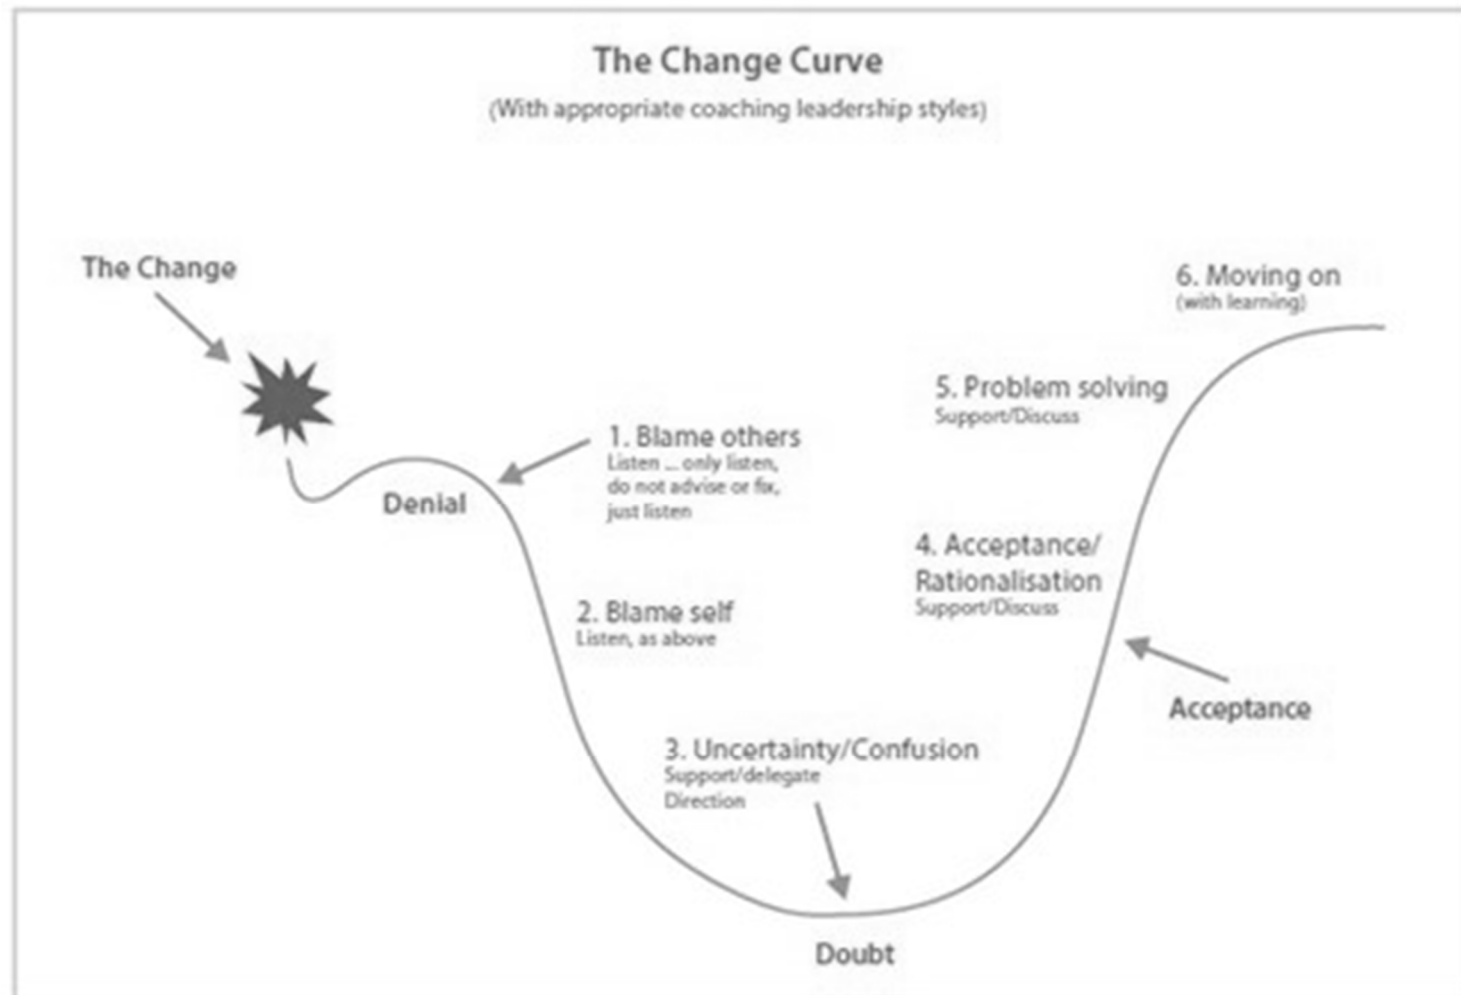 The Change Curve
(With appropriate coaching leadership styles)
The Change
6. Moving on
(with learning)
5. Problem solving
Support/Discuss
1. Blame others
Listen ... only listen,
do not advise or fix,
just listen
Denial
4. Acceptance/
Rationalisation
Support/Discuss
2. Blame self
Listen, as above
Acceptance
3. Uncertainty/Confusion
Support/delegate
Direction
Doubt